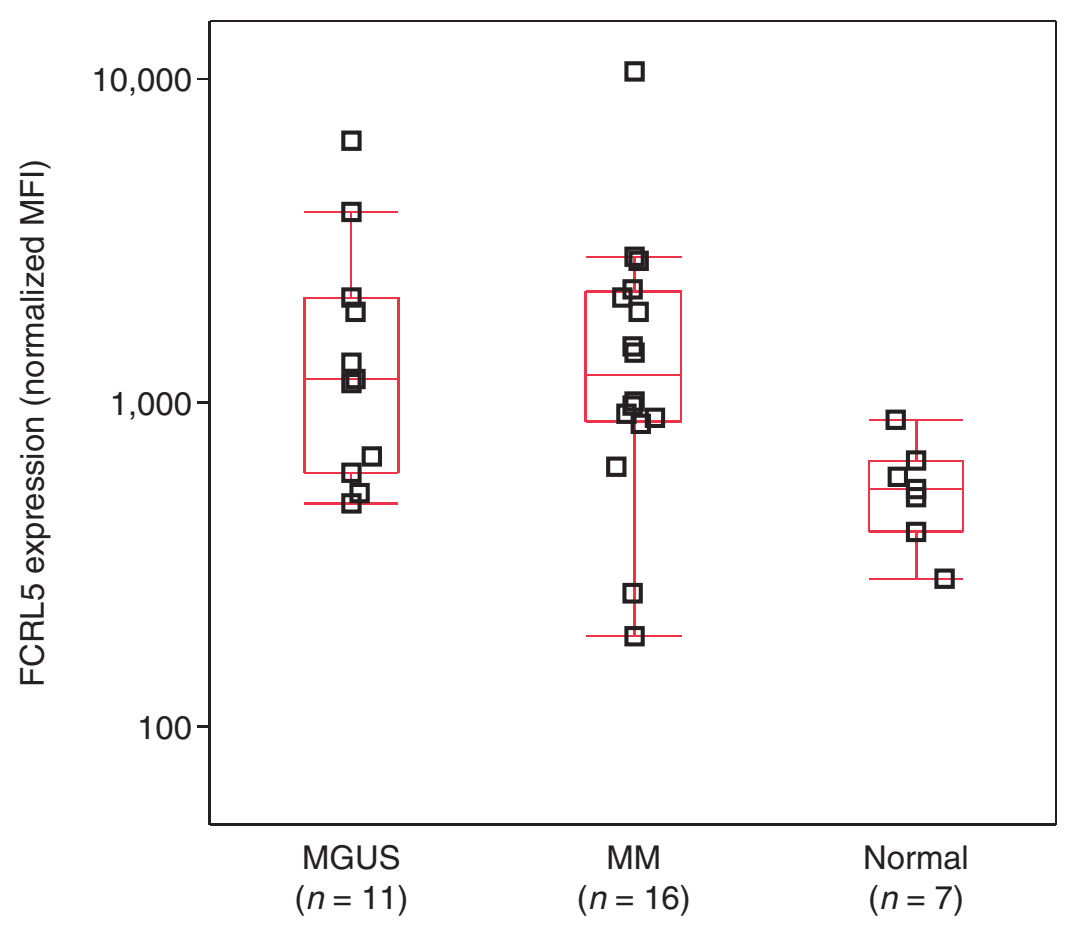 FCRL5 expression (normalized MFI)
10,000
1,000
100
MGUS
(n = 11)
MM
(n = 16)
Normal
(n = 7)